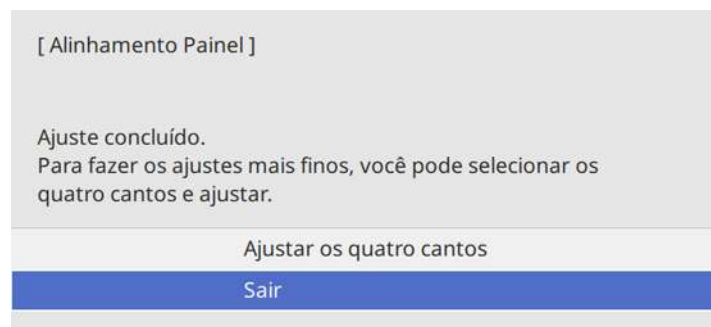 [ Alinhamento Painel ]
Ajuste concluído.
Para fazer os ajustes mais finos, você pode selecionar os
quatro cantos e ajustar.
Ajustar os quatro cantos
Sair